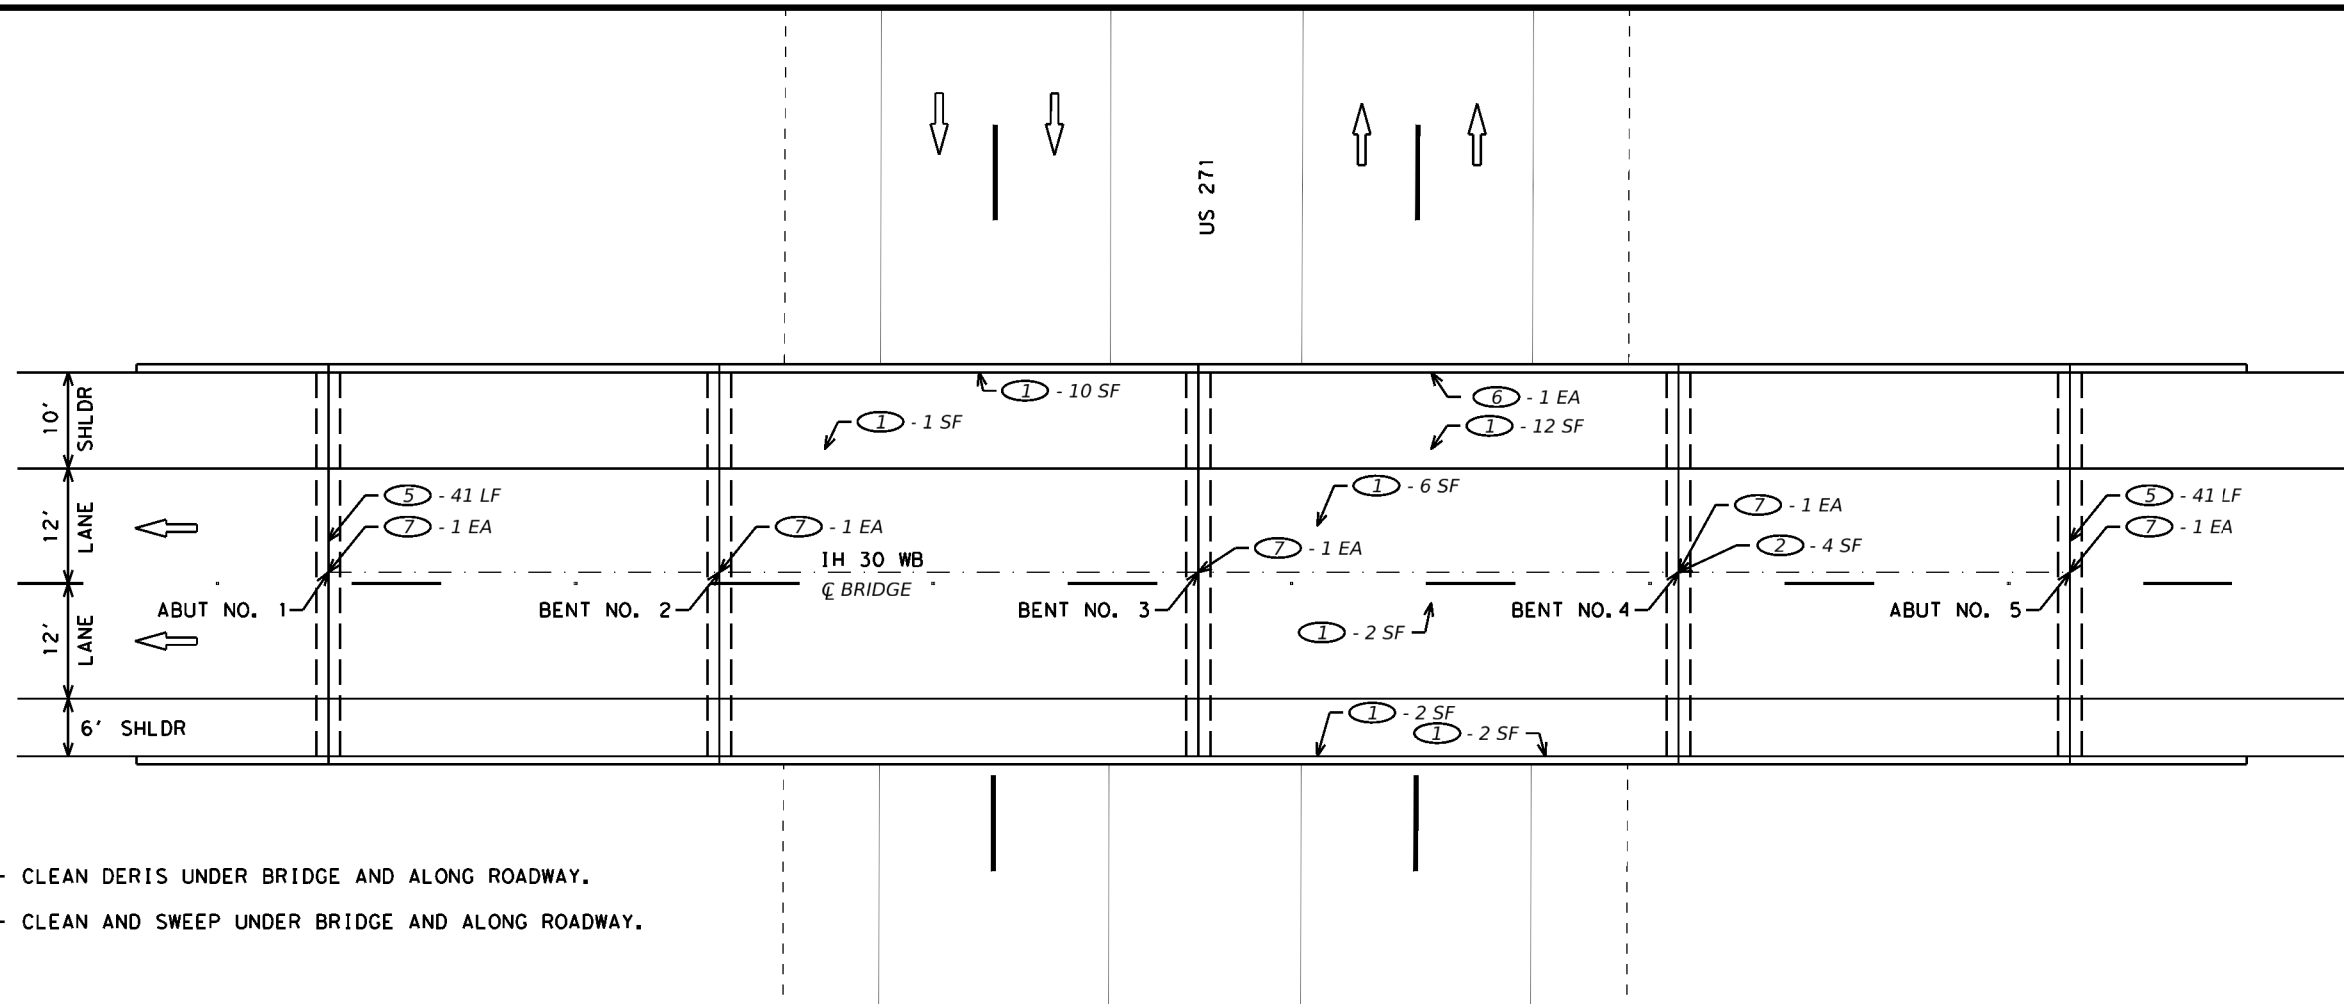 US 271
10'
SHLDR
1 - 10 SF
6 - 1 EA
1 - 1 SF
1 - 12 SF
12'
LANE
5 - 41 LF
7 - 1 EA
7 - 1 EA
IH 30 WB
℄ BRIDGE
1 - 6 SF
7 - 1 EA
7 - 1 EA
2 - 4 SF
5 - 41 LF
7 - 1 EA
ABUT NO. 1
BENT NO. 2
BENT NO. 3
BENT NO. 4
ABUT NO. 5
12'
LANE
1 - 2 SF
6' SHLDR
1 - 2 SF
1 - 2 SF
- CLEAN DERIS UNDER BRIDGE AND ALONG ROADWAY.
- CLEAN AND SWEEP UNDER BRIDGE AND ALONG ROADWAY.